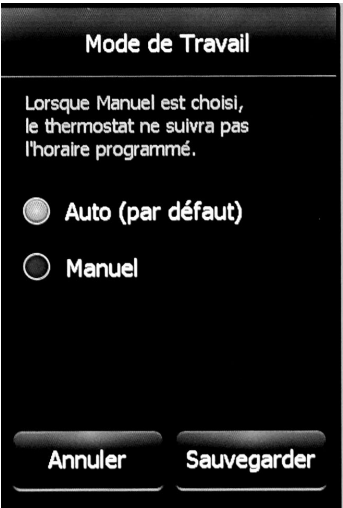 Mode de Travail
Lorsque Manuel est choisi,
le thermostat ne suivra pas
l'horaire programmé.
Auto (par défaut)
Manuel
Annuler Sauvegarder